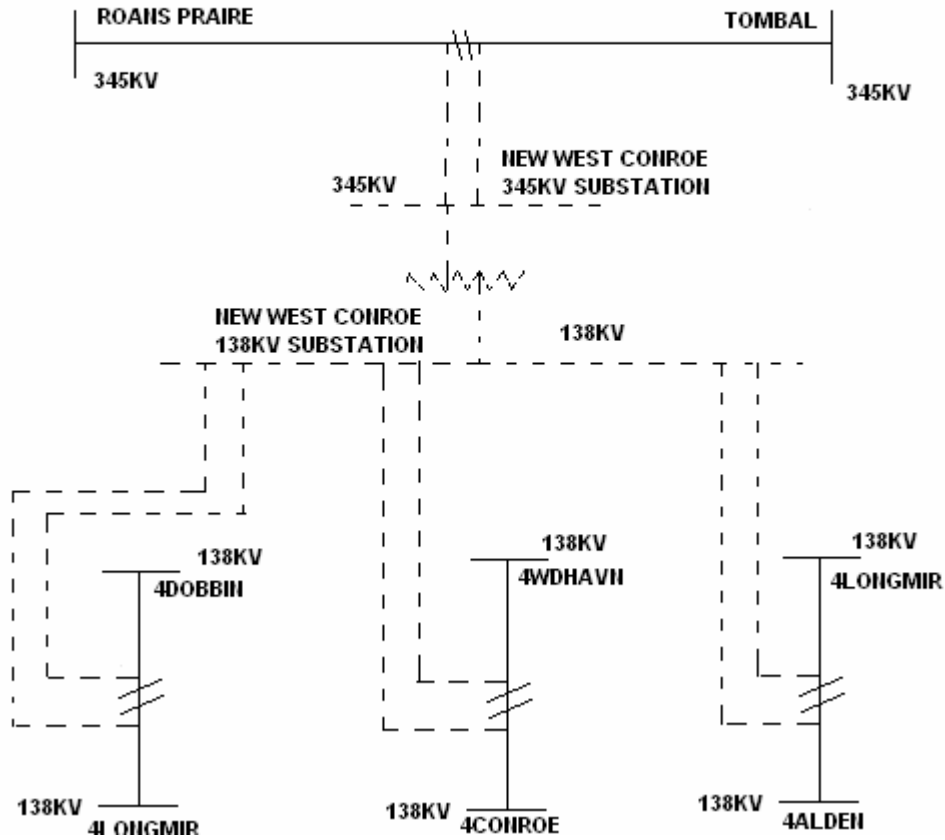 ROANS PRAIRE
TOMBAL
345KV
345KV
NEW WEST CONROE
345KV SUBSTATION
345KV
NEW WEST CONROE
138KV SUBSTATION
138KV
138KV
4DOBBIN
138KV
4WDHAVN
138KV
4LONGMIR
138KV
4LONGMIR
138KV
4CONROE
138KV
4ALDEN